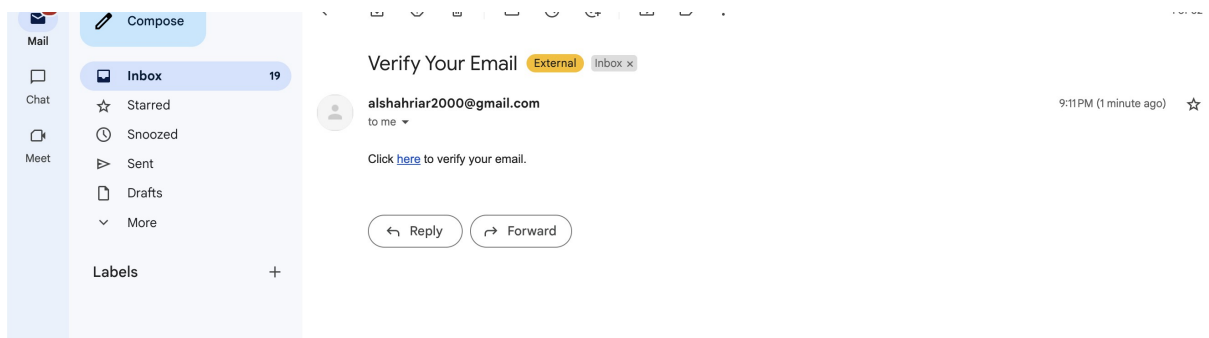 Compose
Mail
Verify Your Email External Inbox x
Inbox 19
Chat
Starred
alshahriar2000@gmail.com 9:11 PM (1 minute ago)
to me
Snoozed
Meet
Sent
Click here to verify your email.
Drafts
More
Reply Forward
Labels +